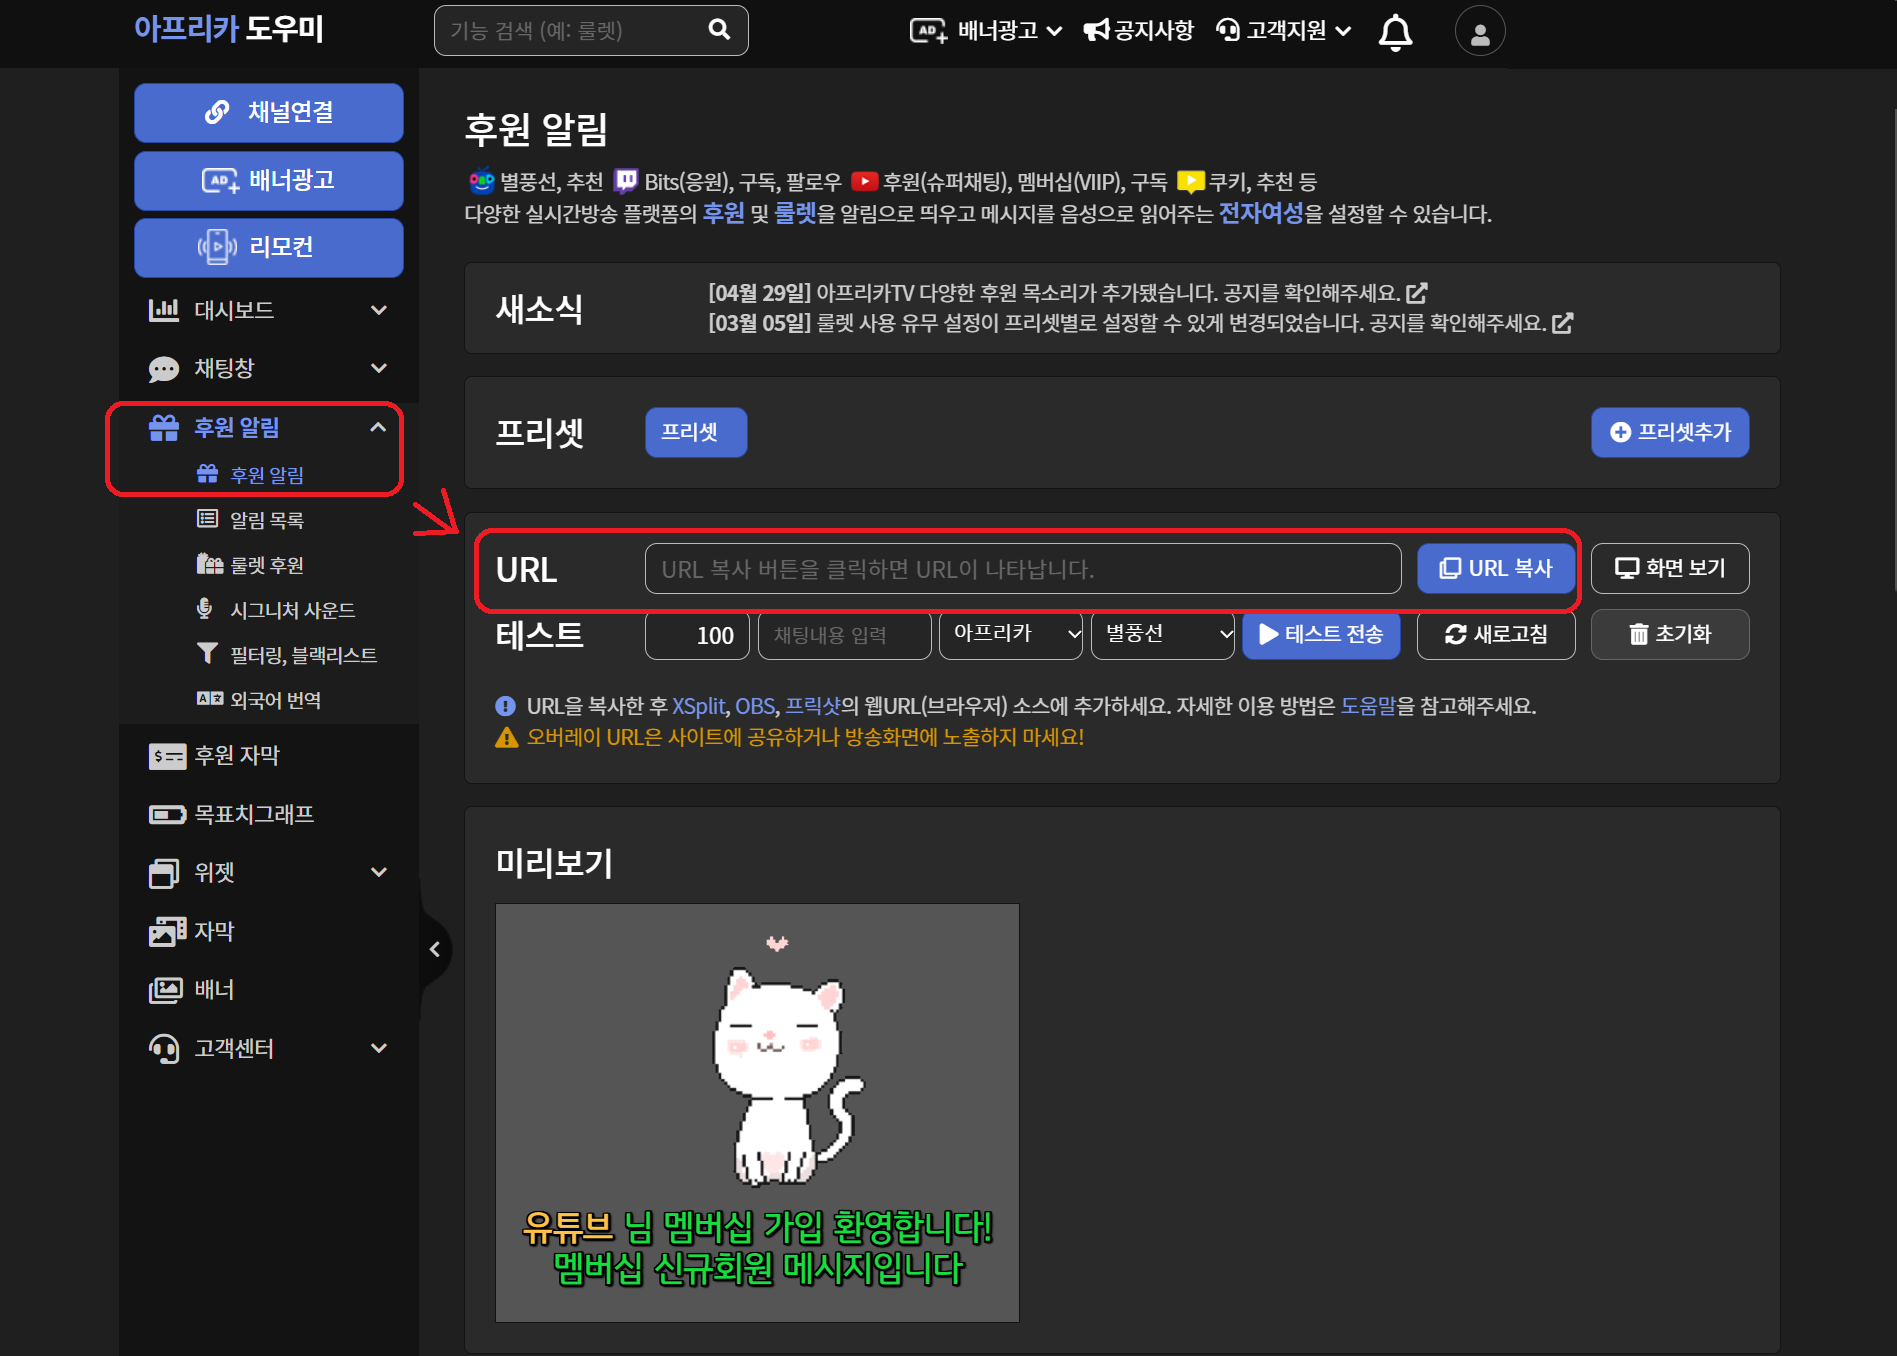 아프리카 도우미
기능 검색 (예: 룰렛)
AD 배너광고
공지사항
고객지원
채널연결
AD 배너광고
리모컨
대시보드
채팅창
후원 알림
후원 알림
알림 목록
룰렛 후원
시그니처 사운드
필터링, 블랙리스트
외국어 번역
후원 자막
목표치그래프
위젯
자막
배너
고객센터
후원 알림
별풍선, 추천 Bits(응원), 구독, 팔로우 후원(슈퍼채팅), 멤버십(VIIP), 구독 쿠키, 추천 등
다양한 실시간방송 플랫폼의 후원 및 룰렛을 알림으로 띄우고 메시지를 음성으로 읽어주는 전자여성을 설정할 수 있습니다.
새소식
[04월 29일] 아프리카TV 다양한 후원 목소리가 추가됐습니다. 공지를 확인해주세요.
[03월 05일] 룰렛 사용 유무 설정이 프리셋별로 설정할 수 있게 변경되었습니다. 공지를 확인해주세요.
프리셋 프리셋 프리셋추가
URL URL 복사 버튼을 클릭하면 URL이 나타납니다. URL 복사 화면 보기
테스트 100 채팅내용 입력 아프리카 별풍선 테스트 전송 새로고침 초기화
URL을 복사한 후 XSplit, OBS, 프릭샷의 웹URL(브라우저) 소스에 추가하세요. 자세한 이용 방법은 도움말을 참고해주세요.
오버레이 URL은 사이트에 공유하거나 방송화면에 노출하지 마세요!
미리보기
유튜브 님 멤버십 가입 환영합니다!
멤버십 신규회원 메시지입니다